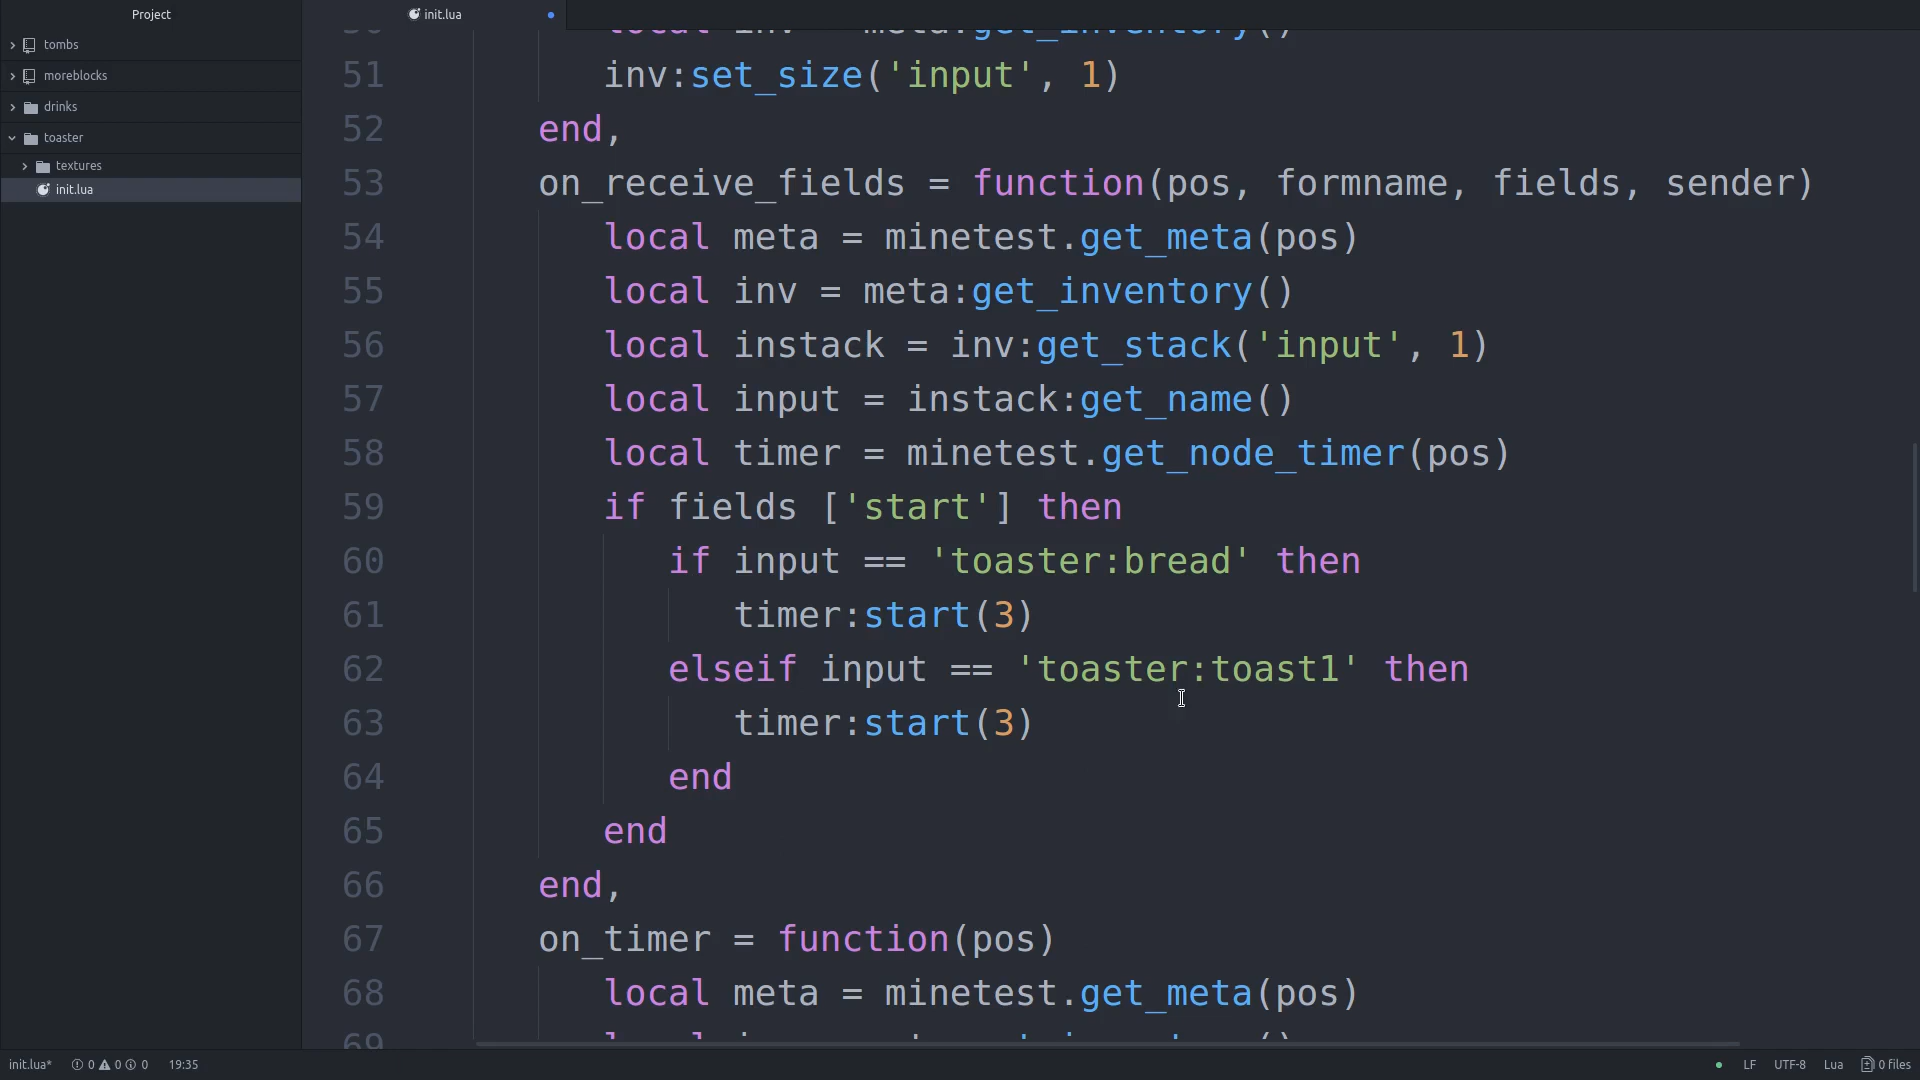 Project
init.lua
tombs
moreblocks
drinks
toaster
textures
init.lua
51 inv:set_size('input', 1)
52 end,
53 on_receive_fields = function(pos, formname, fields, sender)
54 local meta = minetest.get_meta(pos)
55 local inv = meta:get_inventory()
56 local instack = inv:get_stack('input', 1)
57 local input = instack:get_name()
58 local timer = minetest.get_node_timer(pos)
59 if fields ['start'] then
60 if input == 'toaster:bread' then
61 timer:start(3)
62 elseif input == 'toaster:toast1' then
63 timer:start(3)
64 end
65 end
66 end,
67 on_timer = function(pos)
68 local meta = minetest.get_meta(pos)
69
init.lua* 0 0 0 19:35 LF UTF-8 Lua 0 files